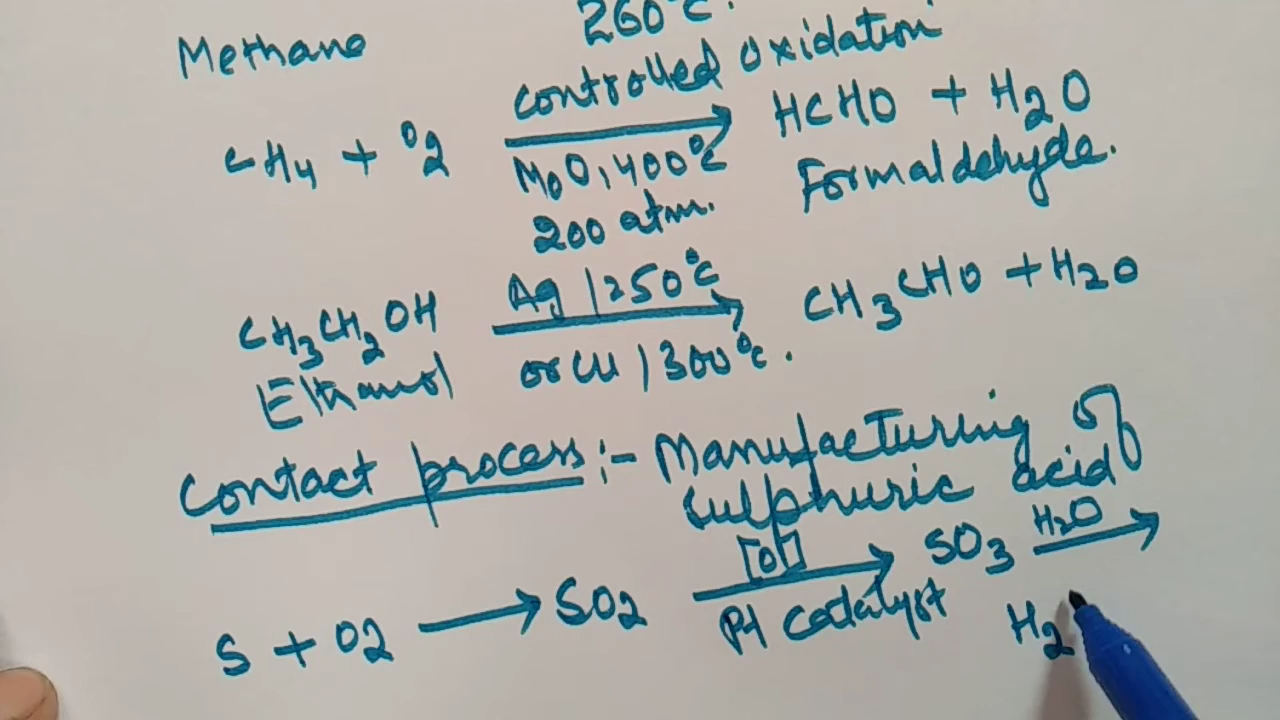 260°C.
Methane
controlled oxidation
CH4 + O2 ⟶ HCHO + H2O
MoO, 400°C Formaldehyde.
200 atm.
Ag | 250°C
CH3CH2OH ⟶ CH3CHO + H2O
Ethanol or Cu | 300°C.
Contact process :- Manufacturing of
sulphuric acid
[O] H2O
S + O2 ⟶ SO2 ⟶ SO3 ⟶
Pt catalyst H2